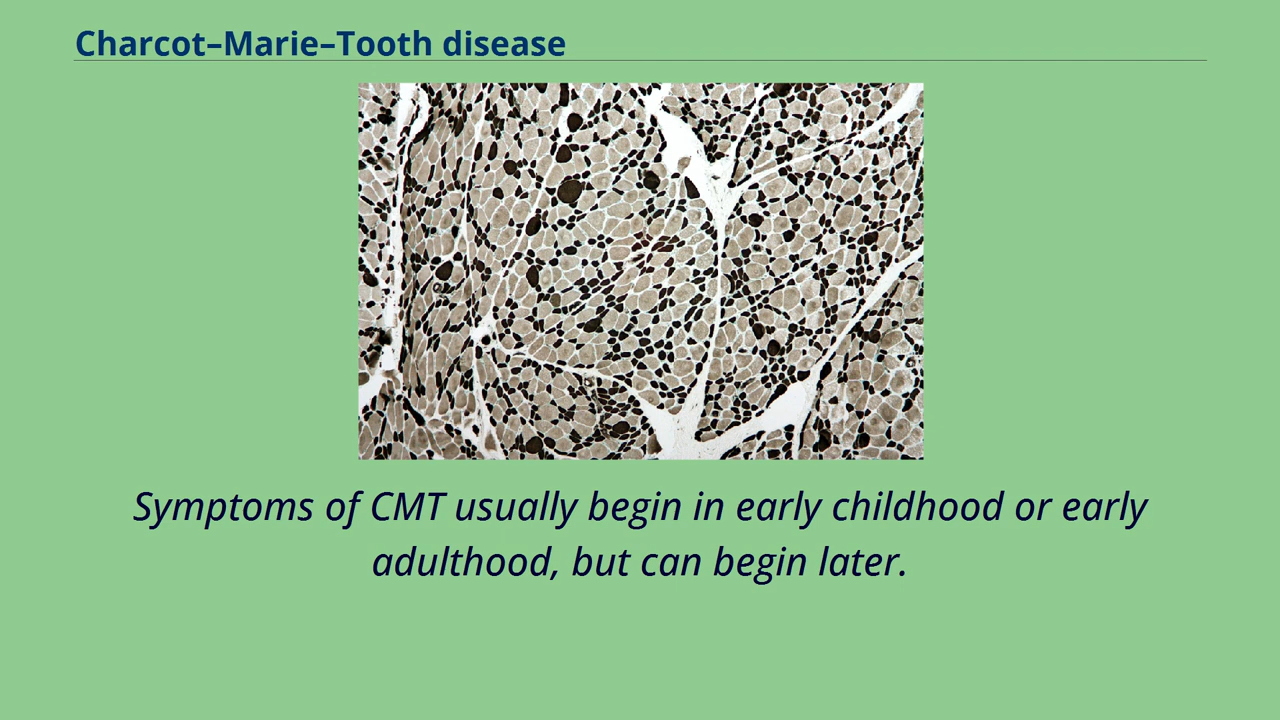 Charcot–Marie–Tooth disease
Symptoms of CMT usually begin in early childhood or early
adulthood, but can begin later.